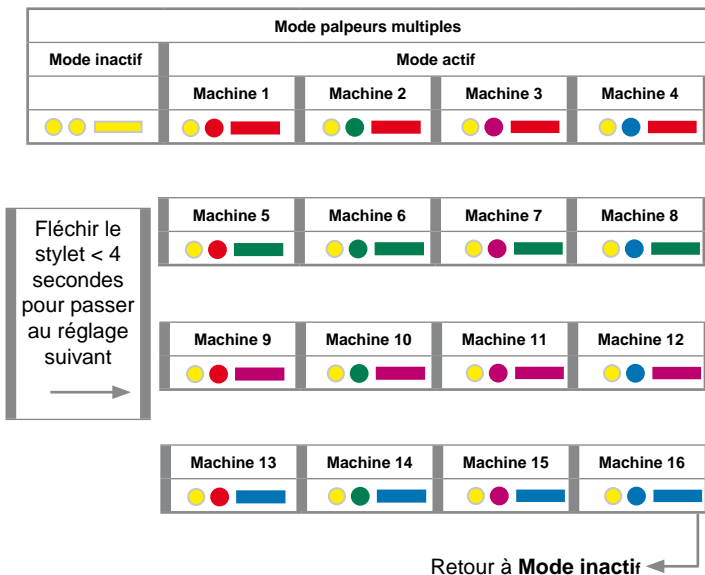 Mode palpeurs multiples
Mode inactif Mode actif
Machine 1 Machine 2 Machine 3 Machine 4
Machine 5 Machine 6 Machine 7 Machine 8
Fléchir le
stylet < 4
secondes
pour passer
au réglage
suivant
Machine 9 Machine 10 Machine 11 Machine 12
Machine 13 Machine 14 Machine 15 Machine 16
Retour à Mode inactif